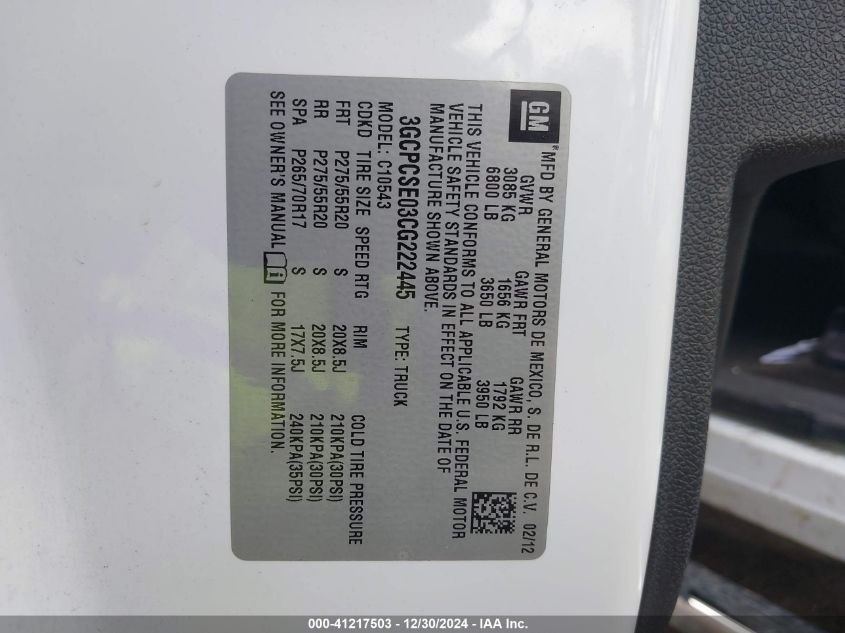 GM
MFD BY GENERAL MOTORS DE MEXICO, S. DE R.L. DE C.V. 02/12
GVWR GAWR FRT GAWR RR
3085 KG 1656 KG 1792 KG
6800 LB 3650 LB 3950 LB
THIS VEHICLE CONFORMS TO ALL APPLICABLE U.S. FEDERAL MOTOR
VEHICLE SAFETY STANDARDS IN EFFECT ON THE DATE OF
MANUFACTURE SHOWN ABOVE.
3GCPCSE03CG222445 TYPE: TRUCK
MODEL: C10543
CDKD TIRE SIZE SPEED RTG RIM COLD TIRE PRESSURE
FRT P275/55R20 S 20X8.5J 210KPA(30PSI)
RR P275/55R20 S 20X8.5J 210KPA(30PSI)
SPA P265/70R17 S 17X7.5J 240KPA(35PSI)
SEE OWNER'S MANUAL i FOR MORE INFORMATION.
000-41217503 - 12/30/2024 - IAA Inc.